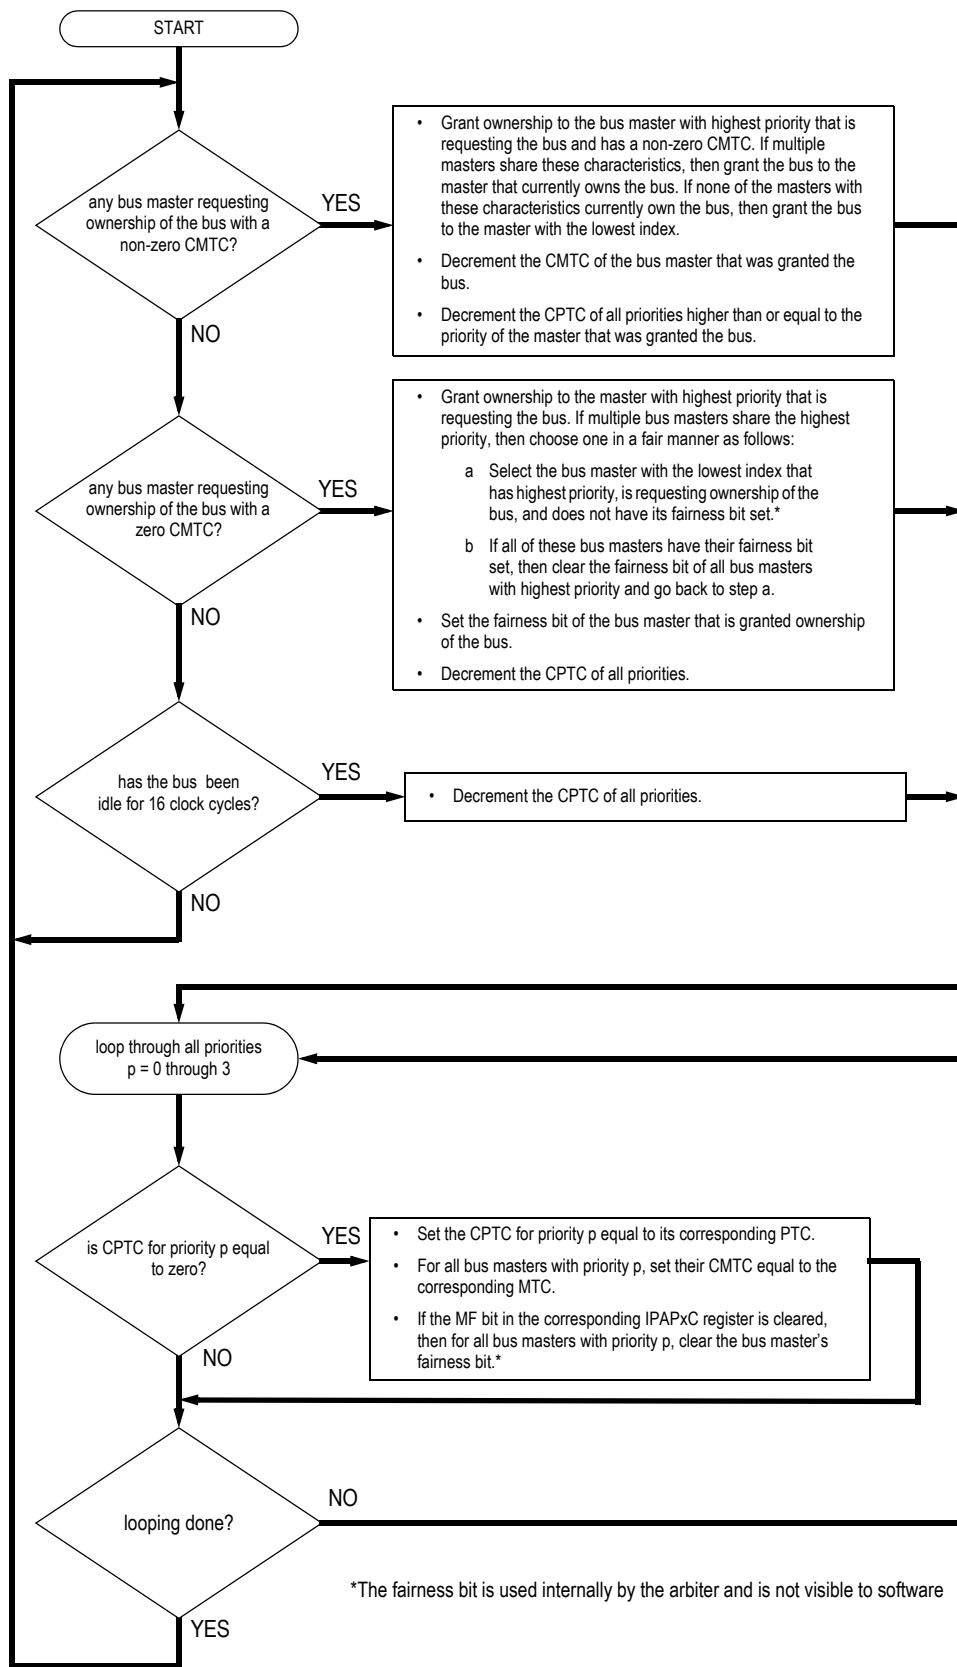 START
any bus master requesting
ownership of the bus with a
non-zero CMTC?
YES
• Grant ownership to the bus master with highest priority that is
requesting the bus and has a non-zero CMTC. If multiple
masters share these characteristics, then grant the bus to the
master that currently owns the bus. If none of the masters with
these characteristics currently own the bus, then grant the bus
to the master with the lowest index.
• Decrement the CMTC of the bus master that was granted the
bus.
• Decrement the CPTC of all priorities higher than or equal to the
priority of the master that was granted the bus.
NO
any bus master requesting
ownership of the bus with a
zero CMTC?
YES
• Grant ownership to the master with highest priority that is
requesting the bus. If multiple bus masters share the highest
priority, then choose one in a fair manner as follows:
a Select the bus master with the lowest index that
has highest priority, is requesting ownership of the
bus, and does not have its fairness bit set.*
b If all of these bus masters have their fairness bit
set, then clear the fairness bit of all bus masters
with highest priority and go back to step a.
• Set the fairness bit of the bus master that is granted ownership
of the bus.
• Decrement the CPTC of all priorities.
NO
has the bus been
idle for 16 clock cycles?
YES
• Decrement the CPTC of all priorities.
NO
loop through all priorities
p = 0 through 3
is CPTC for priority p equal
to zero?
YES
• Set the CPTC for priority p equal to its corresponding PTC.
• For all bus masters with priority p, set their CMTC equal to the
corresponding MTC.
• If the MF bit in the corresponding IPAPxC register is cleared,
then for all bus masters with priority p, clear the bus master's
fairness bit.*
NO
looping done?
NO
*The fairness bit is used internally by the arbiter and is not visible to software
YES